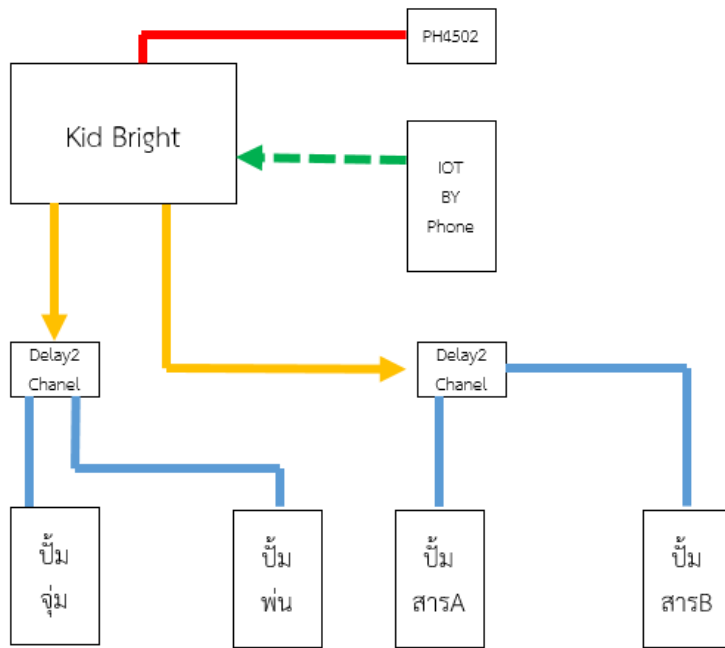 PH4502
Kid Bright
IOT
BY
Phone
Delay2
Chanel
Delay2
Chanel
ปั๊ม
จุ่ม
ปั๊ม
พ่น
ปั๊ม
สารA
ปั๊ม
สารB